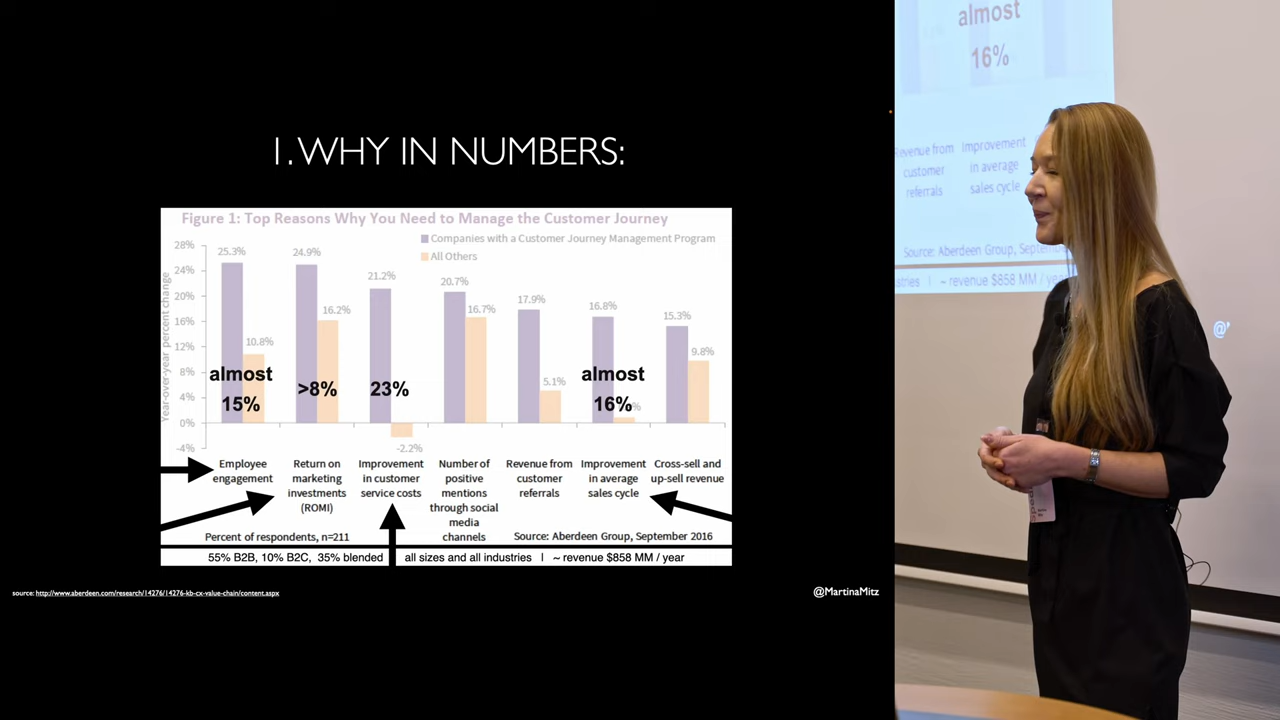 1. WHY IN NUMBERS:
Figure 1: Top Reasons Why You Need to Manage the Customer Journey
Companies with a Customer Journey Management Program
All Others
Year-over-year percent change
28%
24%
20%
16%
12%
8%
4%
0%
-4%
25.3%
10.8%
24.9%
16.2%
21.2%
-2.2%
20.7%
16.7%
17.9%
5.1%
16.8%
15.3%
9.8%
almost
15%
>8%
23%
almost
16%
Employee
engagement
Return on
marketing
investments
(ROMI)
Improvement
in customer
service costs
Number of
positive
mentions
through social
media
channels
Revenue from
customer
referrals
Improvement
in average
sales cycle
Cross-sell and
up-sell revenue
Percent of respondents, n=211
Source: Aberdeen Group, September 2016
55% B2B, 10% B2C, 35% blended
all sizes and all industries | ~ revenue $858 MM / year
source: http://www.aberdeen.com/research/14276/14276-kb-cx-value-chain/content.aspx
@MartinaMitz
almost
16%
Revenue from
customer
referrals
Improvement
in average
sales cycle
Source: Aberdeen Group, Septem
stries | ~ revenue $858 MM / year